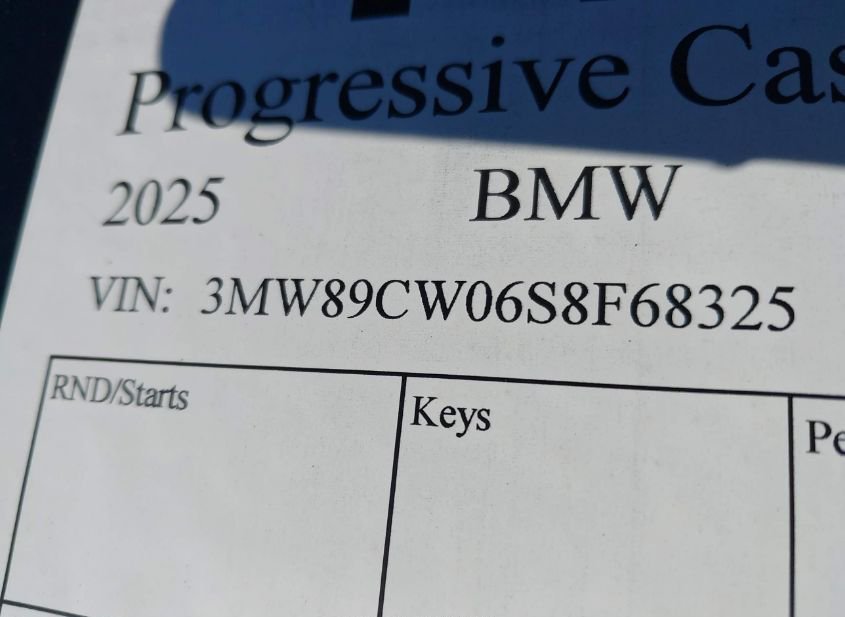 Progressive Cas
2025 BMW
VIN: 3MW89CW06S8F68325
RND/Starts Keys Pe